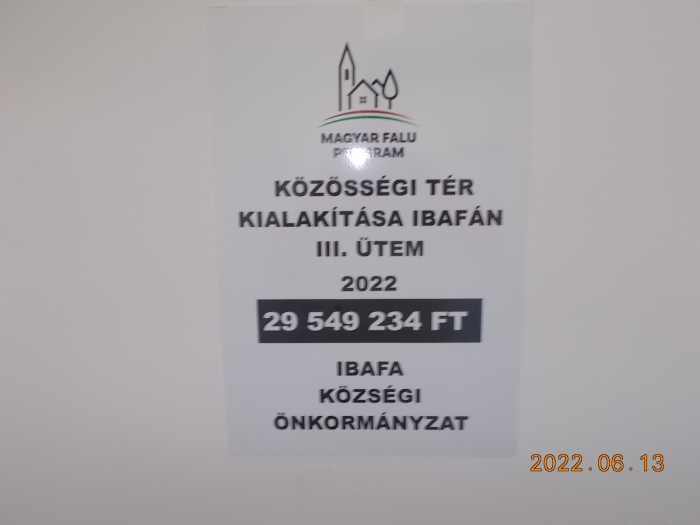 MAGYAR FALU
PROGRAM
KÖZÖSSÉGI TÉR
KIALAKÍTÁSA IBAFÁN
III. ÜTEM
2022
29 549 234 FT
IBAFA
KÖZSÉGI
ÖNKORMÁNYZAT
2022.06.13